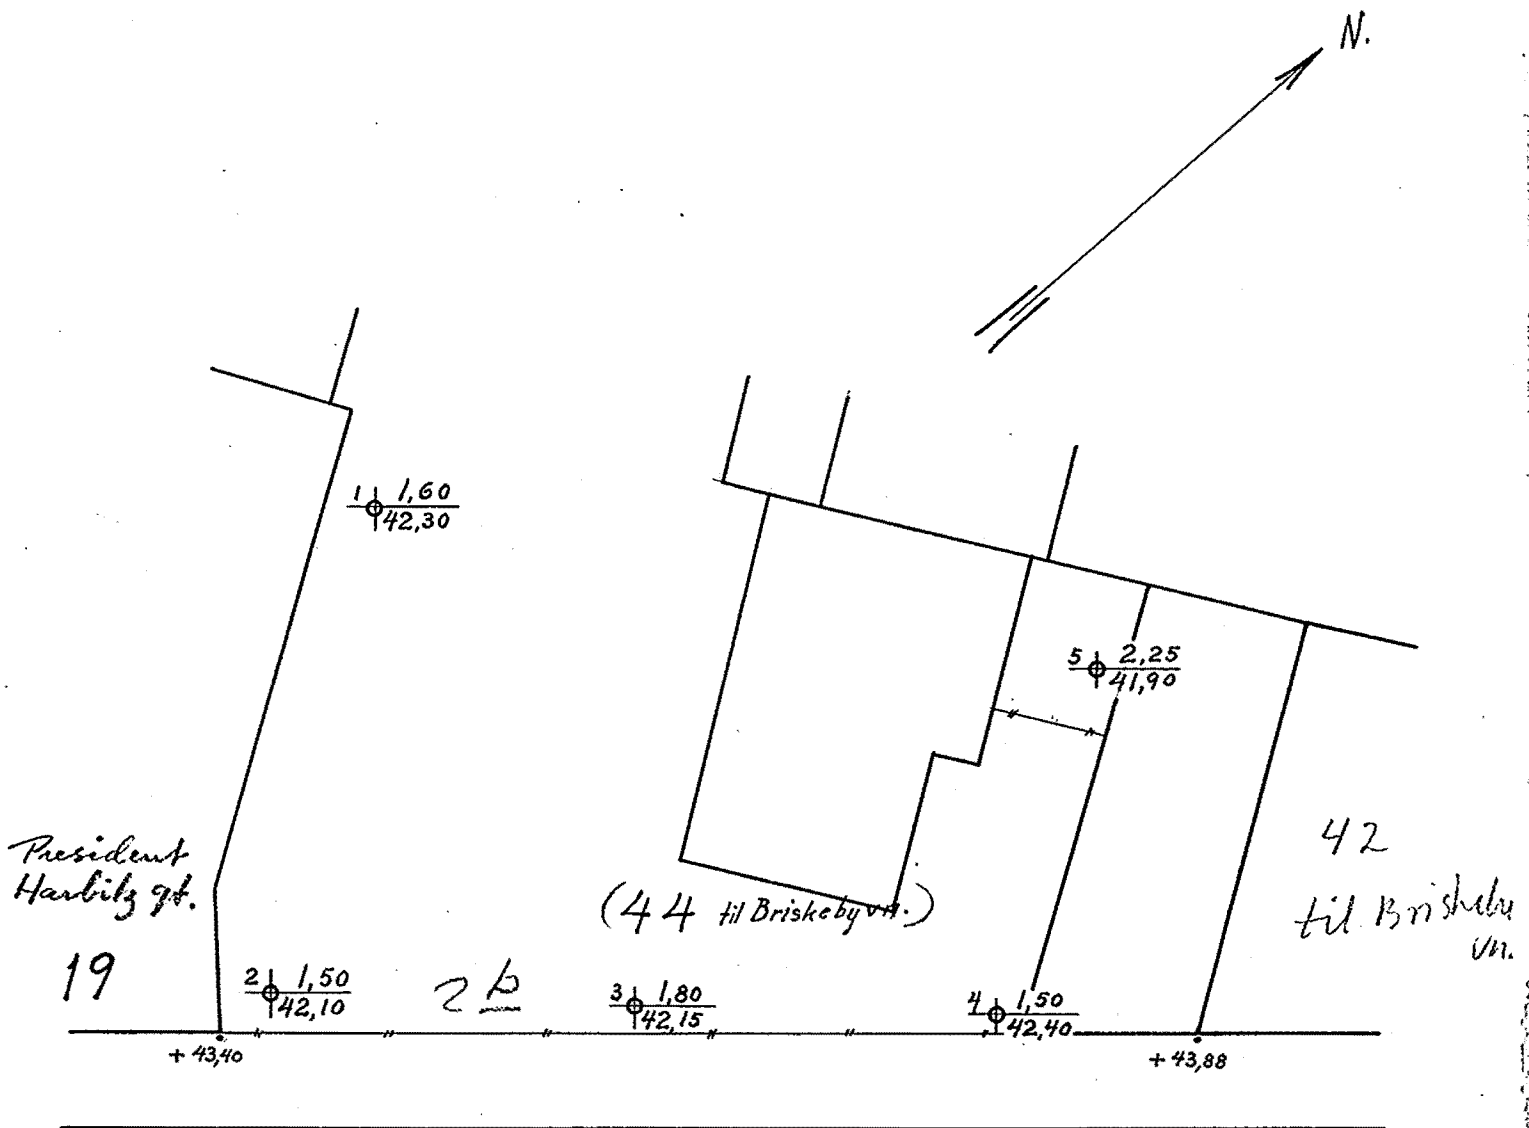 N.
1 1,60
42,30
5 2,25
41,90
President
Harbitz gt.
19
(44 til Briskeby vn.)
42
til Briskeby
vn.
2 1,50
42,10
2 b
3 1,80
42,15
4 1,50
42,40
+ 43,40
+ 43,88